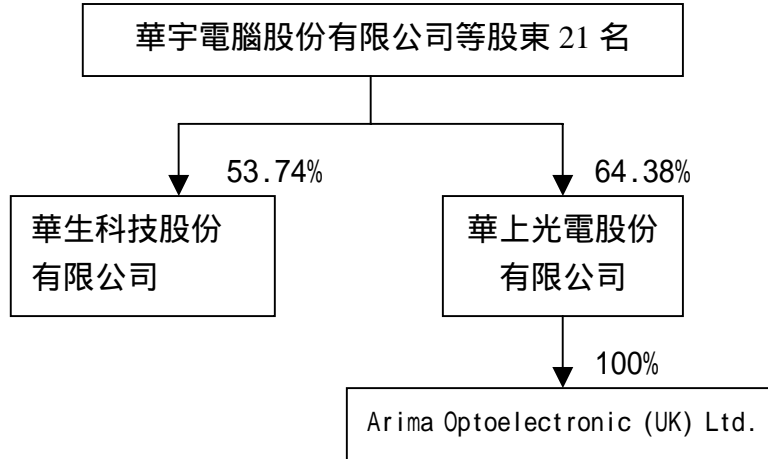 華宇電腦股份有限公司等股東 21 名
53.74%
64.38%
華生科技股份
有限公司
華上光電股份
有限公司
100%
Arima Optoelectronic (UK) Ltd.